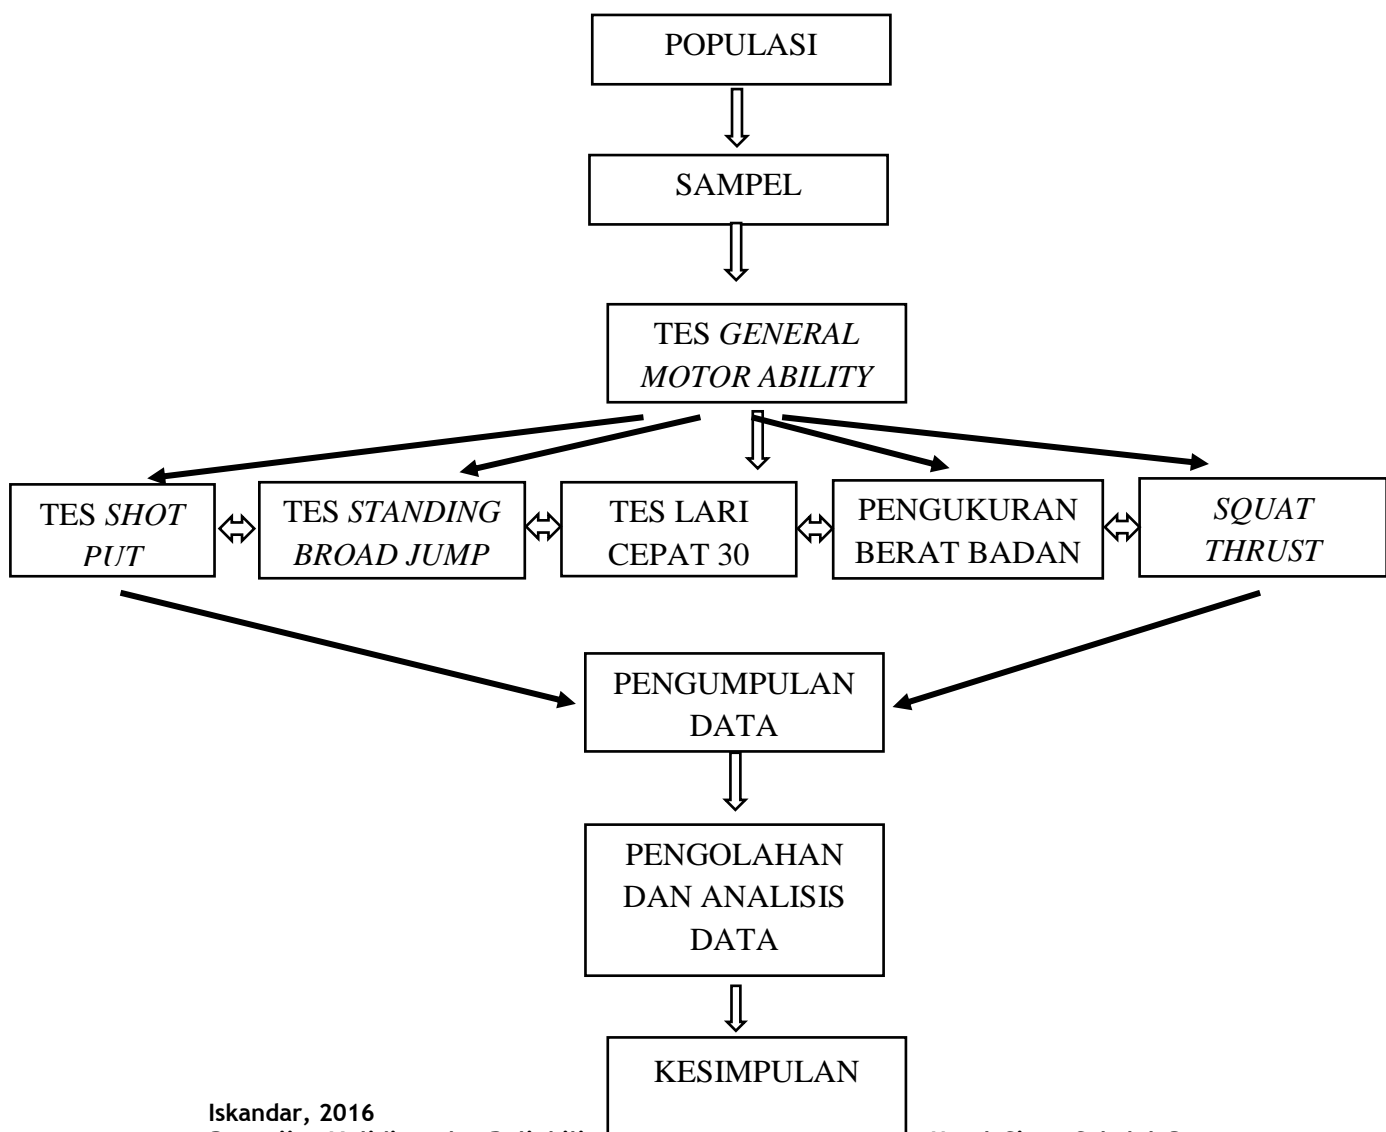 POPULASI
SAMPEL
TES GENERAL
MOTOR ABILITY
TES SHOT
PUT
TES STANDING
BROAD JUMP
TES LARI
CEPAT 30
PENGUKURAN
BERAT BADAN
SQUAT
THRUST
PENGUMPULAN
DATA
PENGOLAHAN
DAN ANALISIS
DATA
KESIMPULAN
Iskandar, 2016